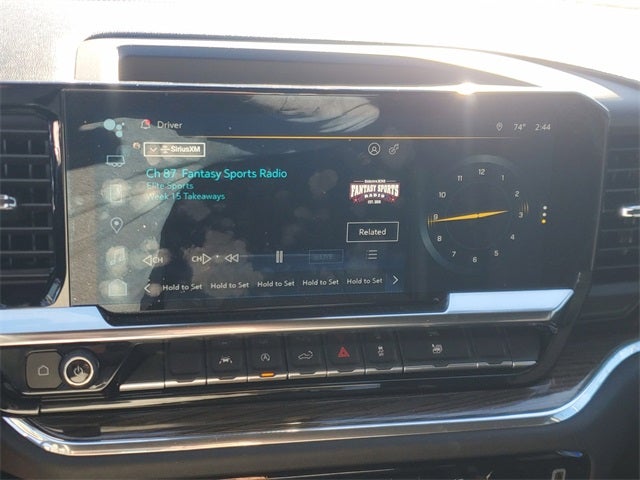 Driver
74° 2:44
SiriusXM
Ch 87 Fantasy Sports Radio
Elite Sports
Week 15 Takeaways
FANTASY SPORTS
RADIO
Related
CH CH
Hold to Set Hold to Set Hold to Set Hold to Set Hold to Set
12
11 1
10 2
9 3
8 4
7 5
6